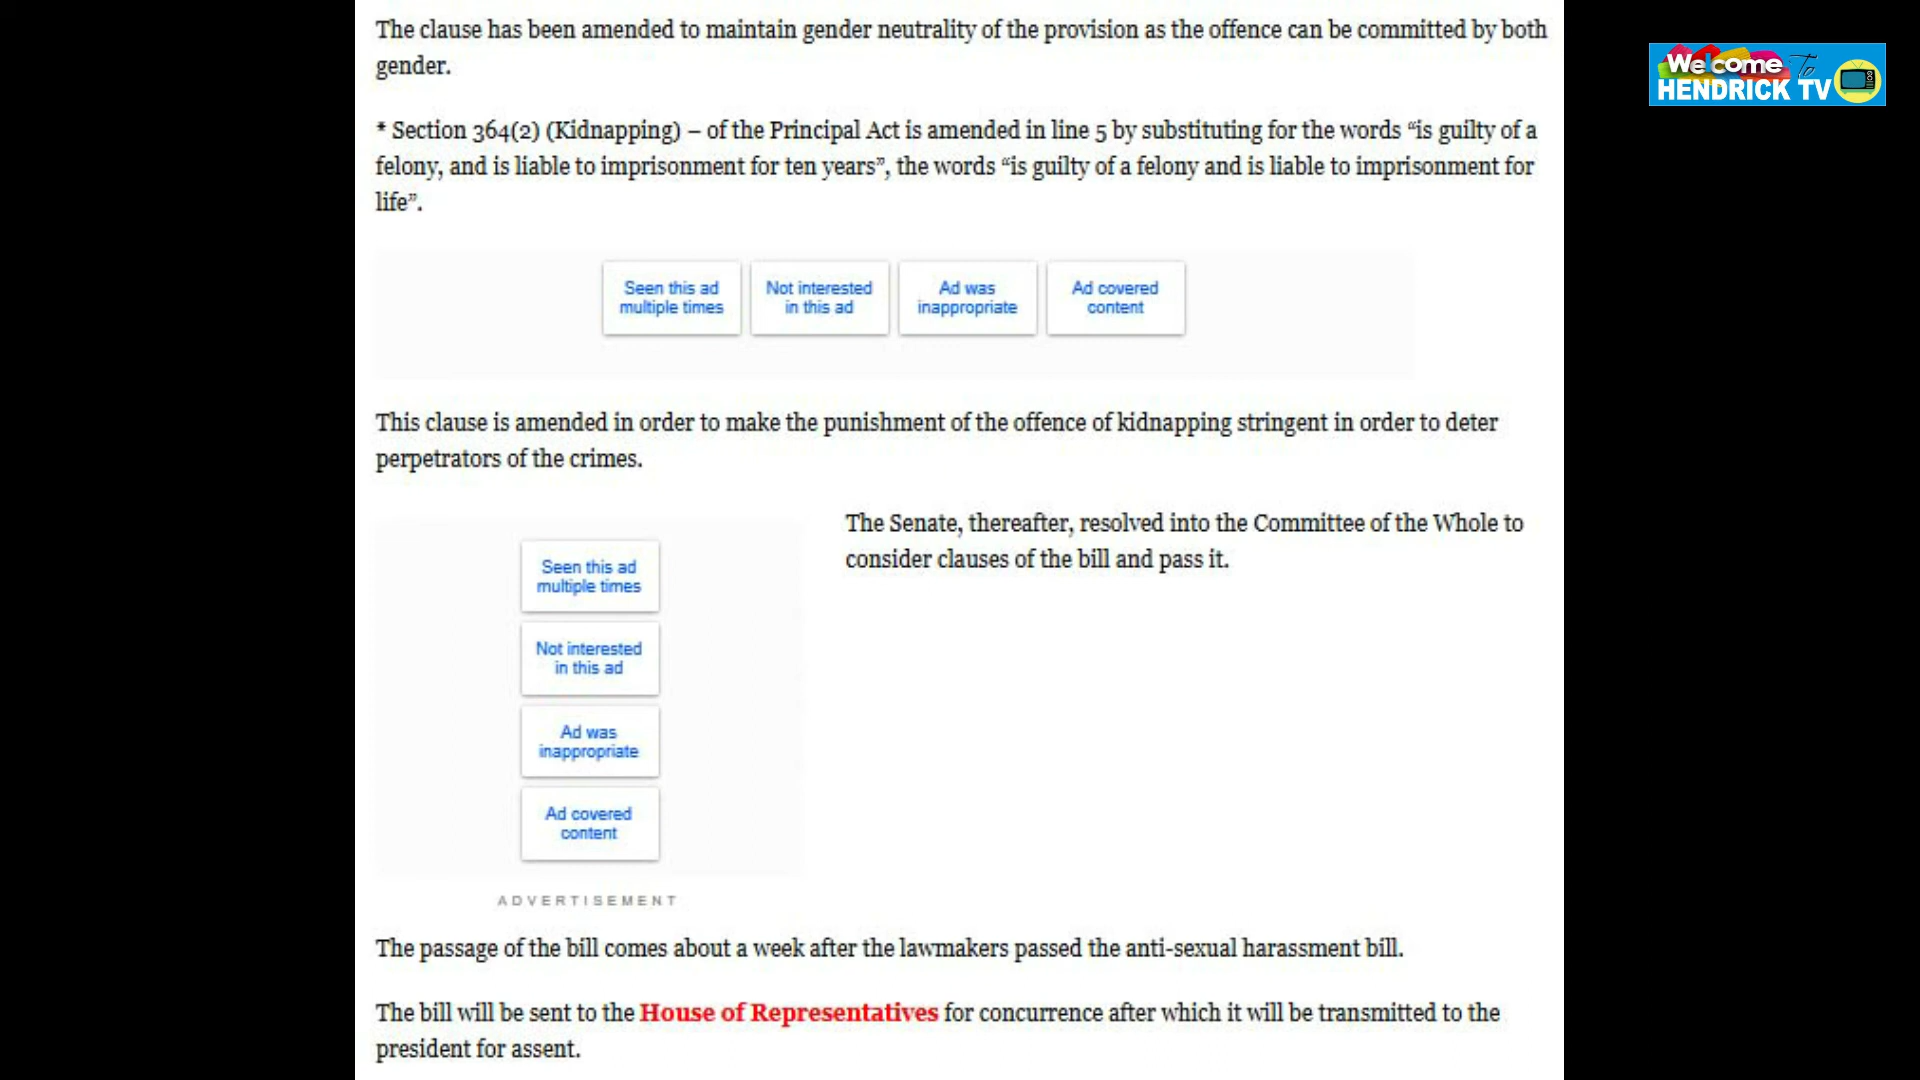 The clause has been amended to maintain gender neutrality of the provision as the offence can be committed by both
gender.
Welcome To
HENDRICK TV
* Section 364(2) (Kidnapping) – of the Principal Act is amended in line 5 by substituting for the words “is guilty of a
felony, and is liable to imprisonment for ten years”, the words “is guilty of a felony and is liable to imprisonment for
life”.
Seen this ad
multiple times
Not interested
in this ad
Ad was
inappropriate
Ad covered
content
This clause is amended in order to make the punishment of the offence of kidnapping stringent in order to deter
perpetrators of the crimes.
The Senate, thereafter, resolved into the Committee of the Whole to
consider clauses of the bill and pass it.
Seen this ad
multiple times
Not interested
in this ad
Ad was
inappropriate
Ad covered
content
ADVERTISEMENT
The passage of the bill comes about a week after the lawmakers passed the anti-sexual harassment bill.
The bill will be sent to the House of Representatives for concurrence after which it will be transmitted to the
president for assent.